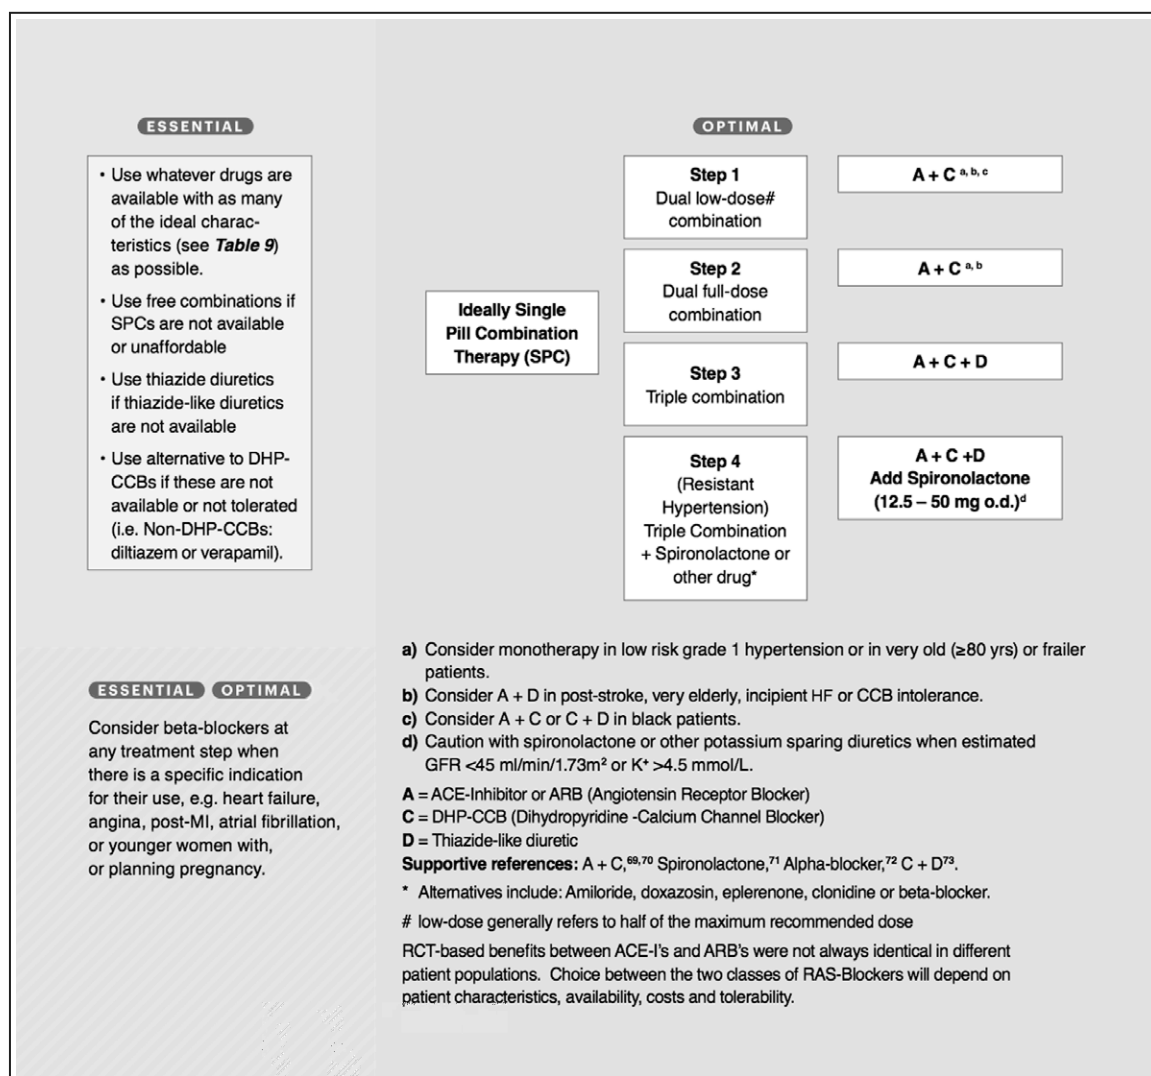 ESSENTIAL
• Use whatever drugs are
available with as many
of the ideal charac-
teristics (see Table 9)
as possible.
• Use free combinations if
SPCs are not available
or unaffordable
• Use thiazide diuretics
if thiazide-like diuretics
are not available
• Use alternative to DHP-
CCBs if these are not
available or not tolerated
(i.e. Non-DHP-CCBs:
diltiazem or verapamil).
OPTIMAL
Ideally Single
Pill Combination
Therapy (SPC)
Step 1
Dual low-dose#
combination
A + C a, b, c
Step 2
Dual full-dose
combination
A + C a, b
Step 3
Triple combination
A + C + D
Step 4
(Resistant
Hypertension)
Triple Combination
+ Spironolactone or
other drug*
A + C +D
Add Spironolactone
(12.5 – 50 mg o.d.)d
ESSENTIAL OPTIMAL
Consider beta-blockers at
any treatment step when
there is a specific indication
for their use, e.g. heart failure,
angina, post-MI, atrial fibrillation,
or younger women with,
or planning pregnancy.
a) Consider monotherapy in low risk grade 1 hypertension or in very old (≥80 yrs) or frailer
patients.
b) Consider A + D in post-stroke, very elderly, incipient HF or CCB intolerance.
c) Consider A + C or C + D in black patients.
d) Caution with spironolactone or other potassium sparing diuretics when estimated
GFR <45 ml/min/1.73m² or K⁺ >4.5 mmol/L.
A = ACE-Inhibitor or ARB (Angiotensin Receptor Blocker)
C = DHP-CCB (Dihydropyridine -Calcium Channel Blocker)
D = Thiazide-like diuretic
Supportive references: A + C,69,70 Spironolactone,71 Alpha-blocker,72 C + D73.
* Alternatives include: Amiloride, doxazosin, eplerenone, clonidine or beta-blocker.
# low-dose generally refers to half of the maximum recommended dose
RCT-based benefits between ACE-I's and ARB's were not always identical in different
patient populations. Choice between the two classes of RAS-Blockers will depend on
patient characteristics, availability, costs and tolerability.